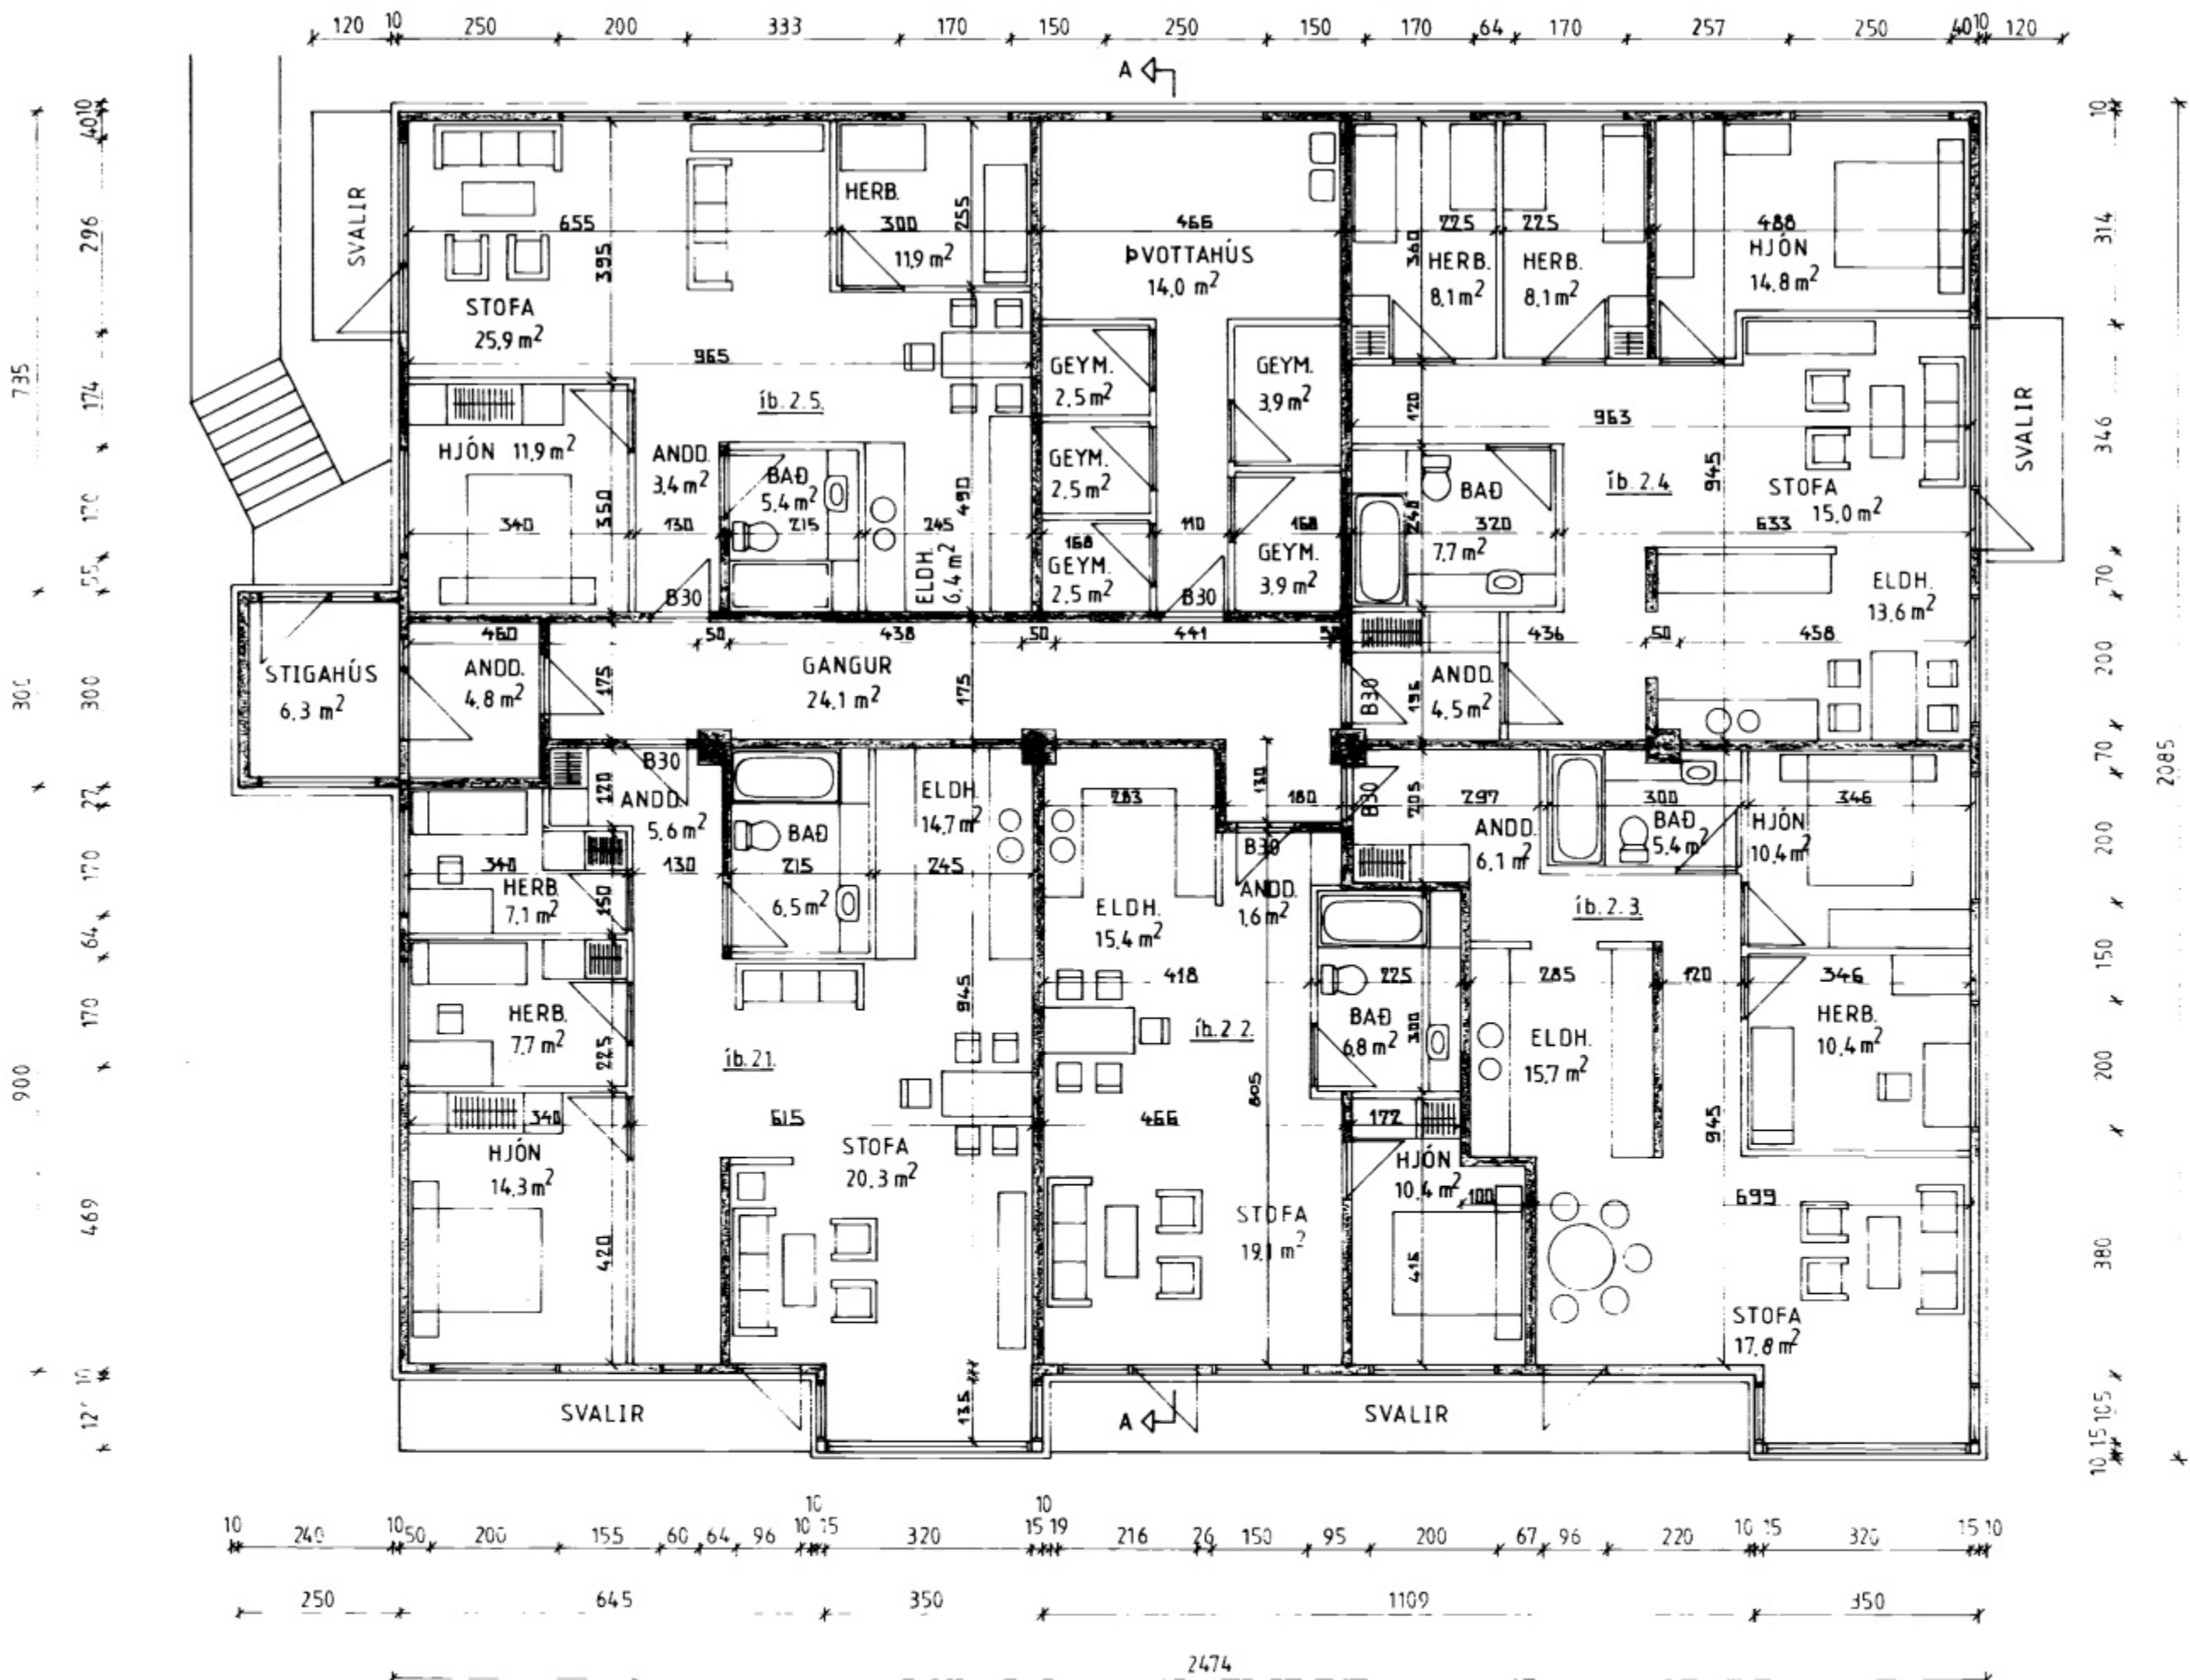 120 10 250 200 333 170 150 250 150 170 64 170 257 250 40 10 120
A
SVALIR
STOFA
25,9 m²
655
395
965
HERB.
300
255
11,9 m²
466
ÞVOTTAHÚS
14,0 m²
225
360
HERB.
8,1 m²
225
HERB.
8,1 m²
488
HJÓN
14,8 m²
GEYM.
2,5 m²
GEYM.
2,5 m²
168
GEYM.
2,5 m²
GEYM.
3,9 m²
168
GEYM.
3,9 m²
110
B30
íb. 2.5.
HJÓN 11,9 m²
340
350
ANDD.
3,4 m²
130
B30
BAÐ
5,4 m²
215
245
490
ELDH.
6,4 m²
120
963
945
íb. 2.4.
STOFA
15,0 m²
633
SVALIR
BAÐ
240
320
7,7 m²
ELDH.
13,6 m²
STIGAHÚS
6,3 m²
460
ANDD.
4,8 m²
175
50
438
50
441
50
GANGUR
24,1 m²
175
B30
195
ANDD.
4,5 m²
436
50
458
B30
120
ANDD.
5,6 m²
130
340
HERB.
7,1 m²
150
BAÐ
215
6,5 m²
ELDH.
14,7 m²
245
283
130
180
B30
ANDD.
1,6 m²
ELDH.
15,4 m²
418
B30
205
297
ANDD.
6,1 m²
300
BAÐ
5,4 m²
346
HJÓN
10,4 m²
íb. 2.3.
HERB.
7,7 m²
225
íb. 2.1.
945
íb. 2.2.
805
225
BAÐ
300
6,8 m²
285
ELDH.
15,7 m²
120
346
HERB.
10,4 m²
340
HJÓN
14,3 m²
420
615
STOFA
20,3 m²
466
STOFA
19,1 m²
172
HJÓN
10,4 m²
100
415
945
699
STOFA
17,8 m²
SVALIR
135
A
SVALIR
735
300
900
40 10
296
174
170
55
300
27
170
64
170
469
10
10
314
346
70
200
70
200
150
200
380
105
15
10
2085
10 240 10 50 200 155 60 64 96 10 10 15 320 15 10 19 216 26 150 95 200 67 96 220 10 15 320 15 10
250 645 350 1109 350
2474